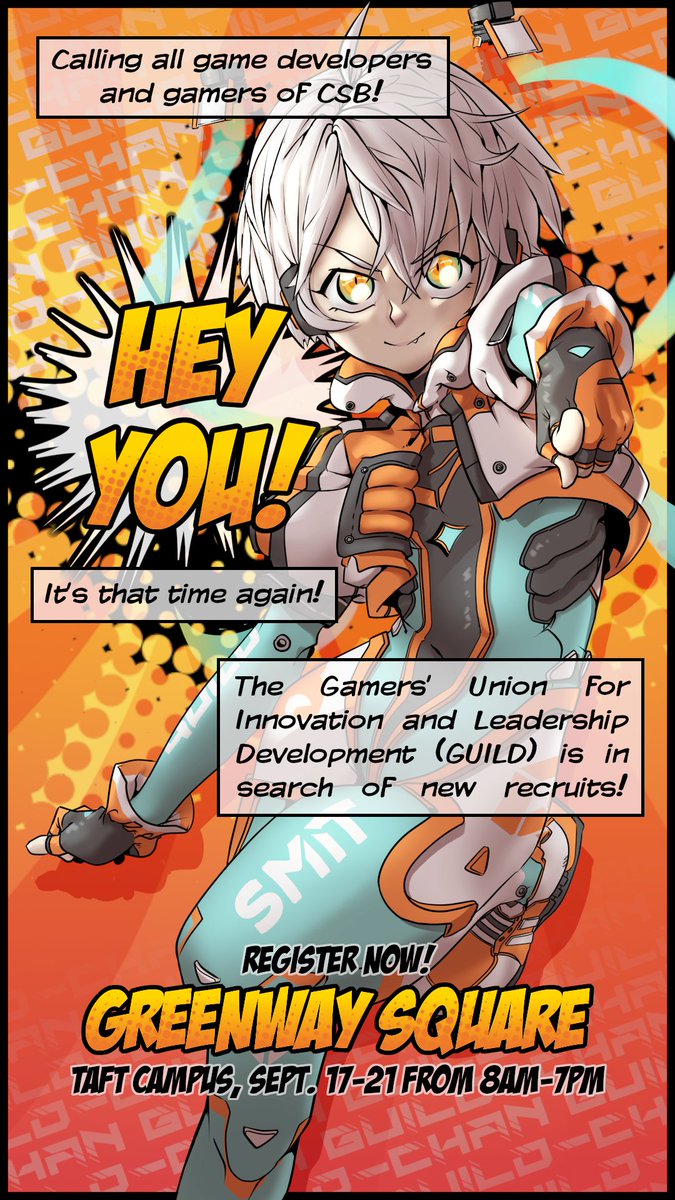 Calling all game developers
and gamers of CSB!
HEY
YOU!
It's that time again!
The Gamers' Union For
Innovation and Leadership
Development (GUILD) is in
search of new recruits!
SMIT
REGISTER NOW!
GREENWAY SQUARE
TAFT CAMPUS, SEPT. 17-21 FROM 8AM-7PM
GUILD-CHAN